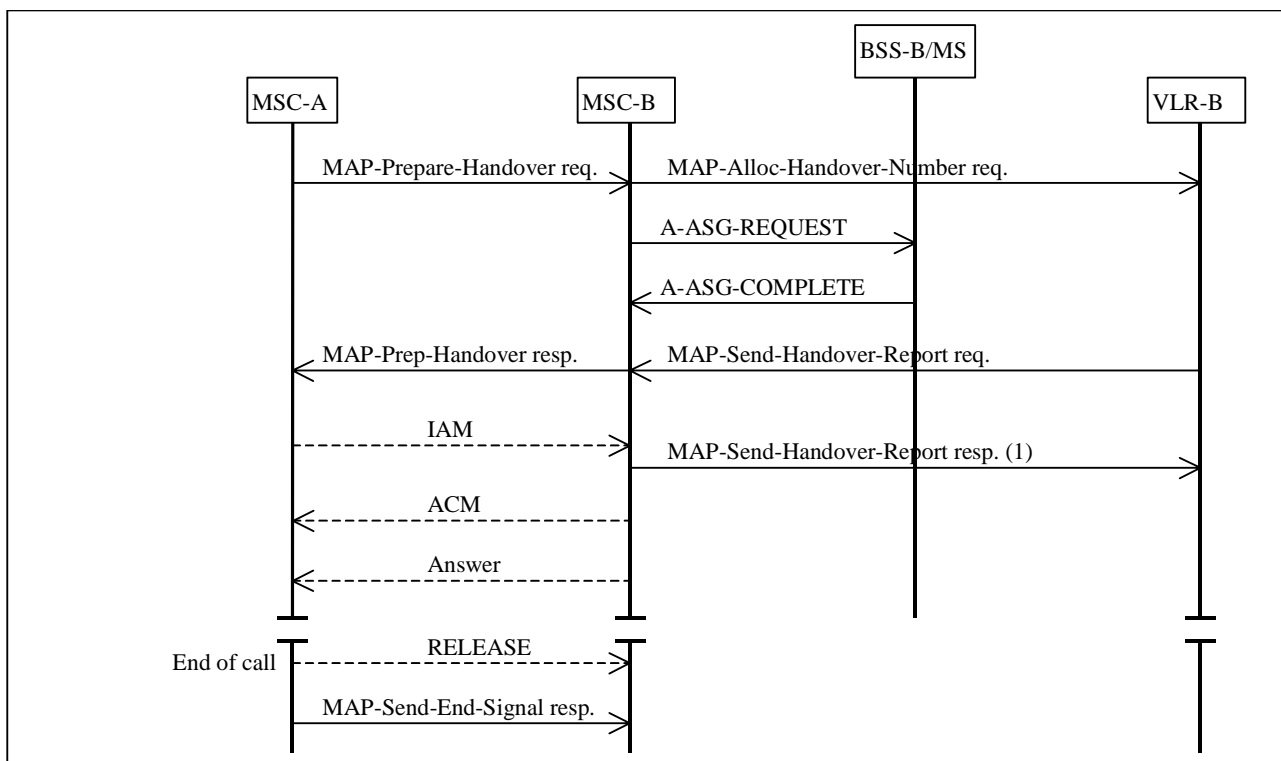 BSS-B/MS
MSC-A
MSC-B
VLR-B
MAP-Prepare-Handover req.
MAP-Alloc-Handover-Number req.
A-ASG-REQUEST
A-ASG-COMPLETE
MAP-Prep-Handover resp.
MAP-Send-Handover-Report req.
IAM
MAP-Send-Handover-Report resp. (1)
ACM
Answer
RELEASE
End of call
MAP-Send-End-Signal resp.